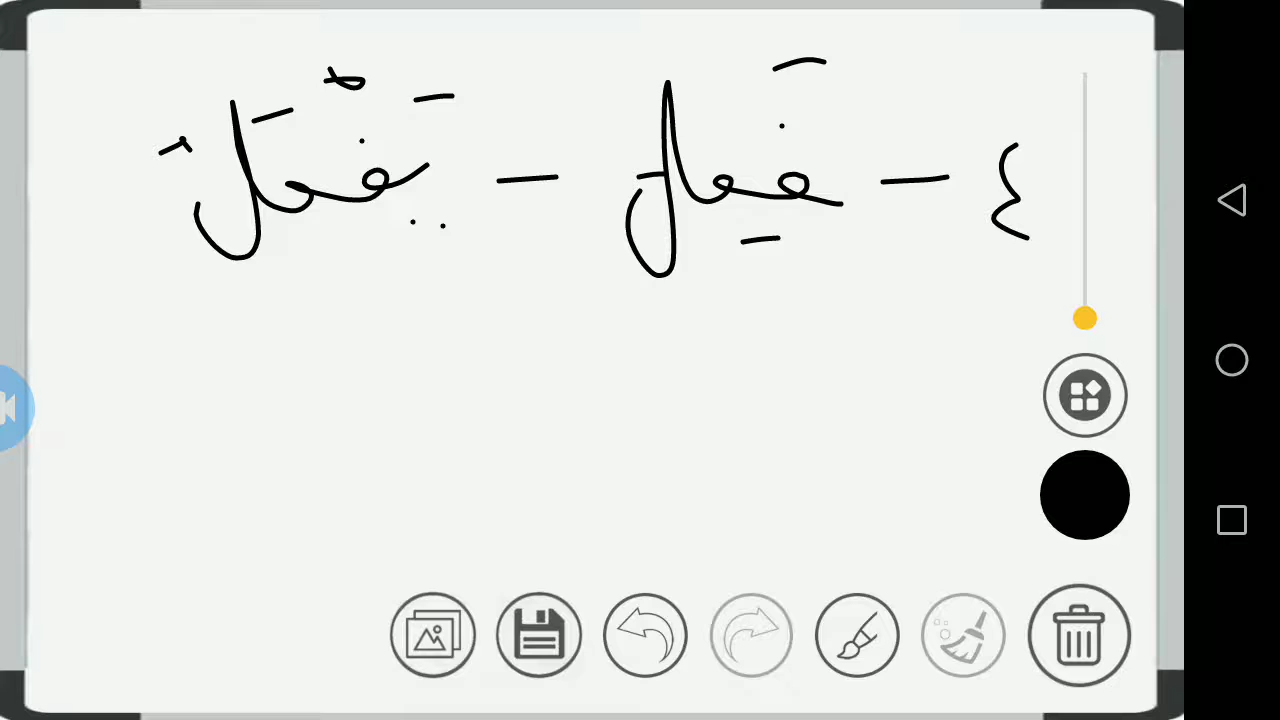 ٤ - فَعِلَ - يَفْعَلُ